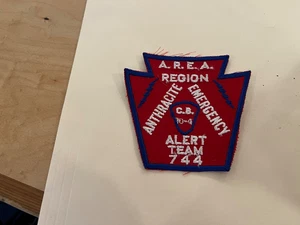 A.R.E.A.
REGION
ANTHRACITE
EMERGENCY
C.B.
10-4
ALERT
TEAM
744